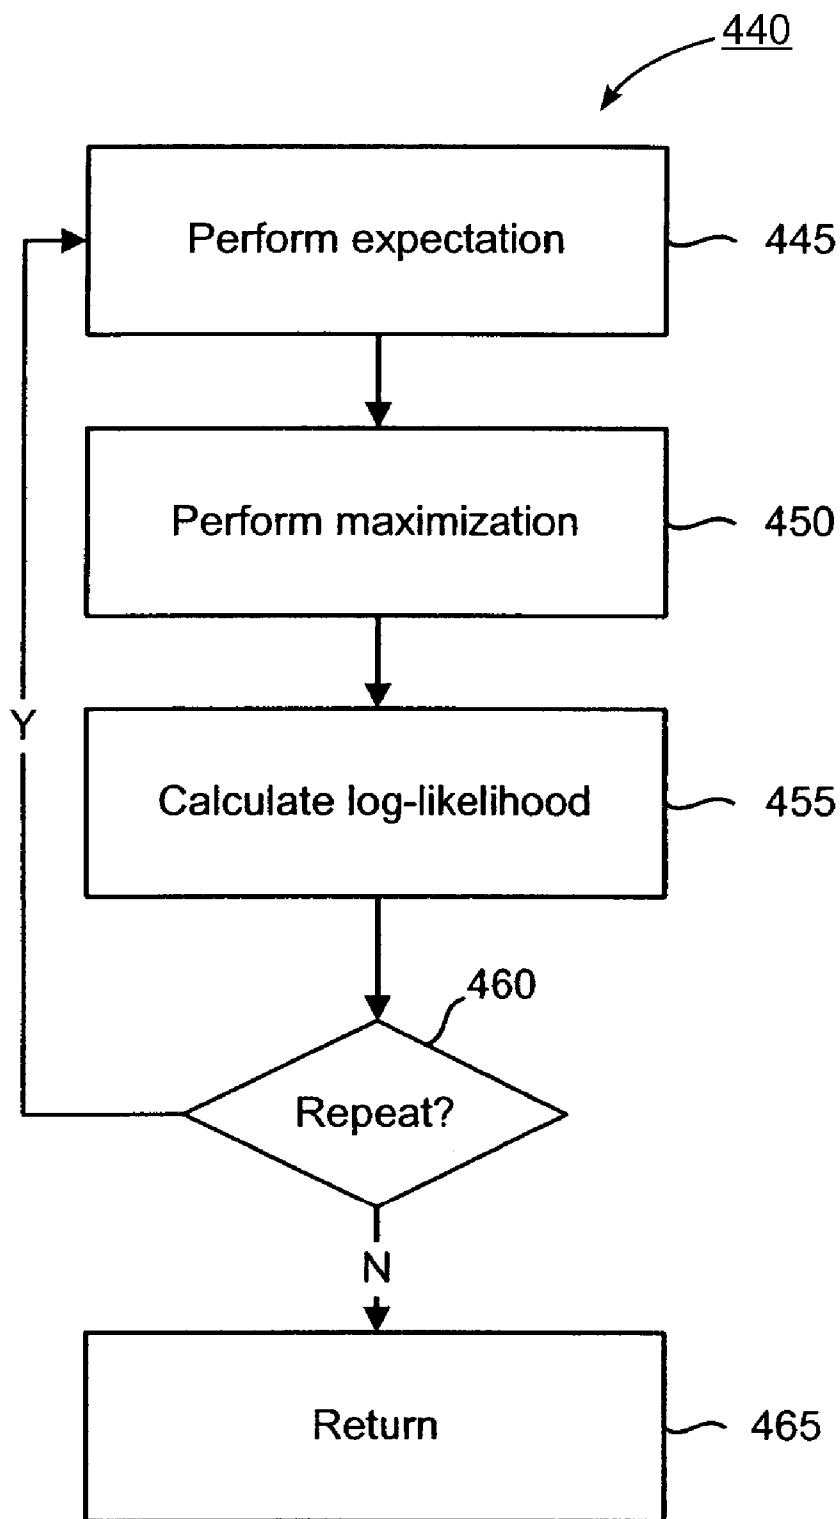 440
Perform expectation
445
Perform maximization
450
Y
Calculate log-likelihood
455
460
Repeat?
N
Return
465